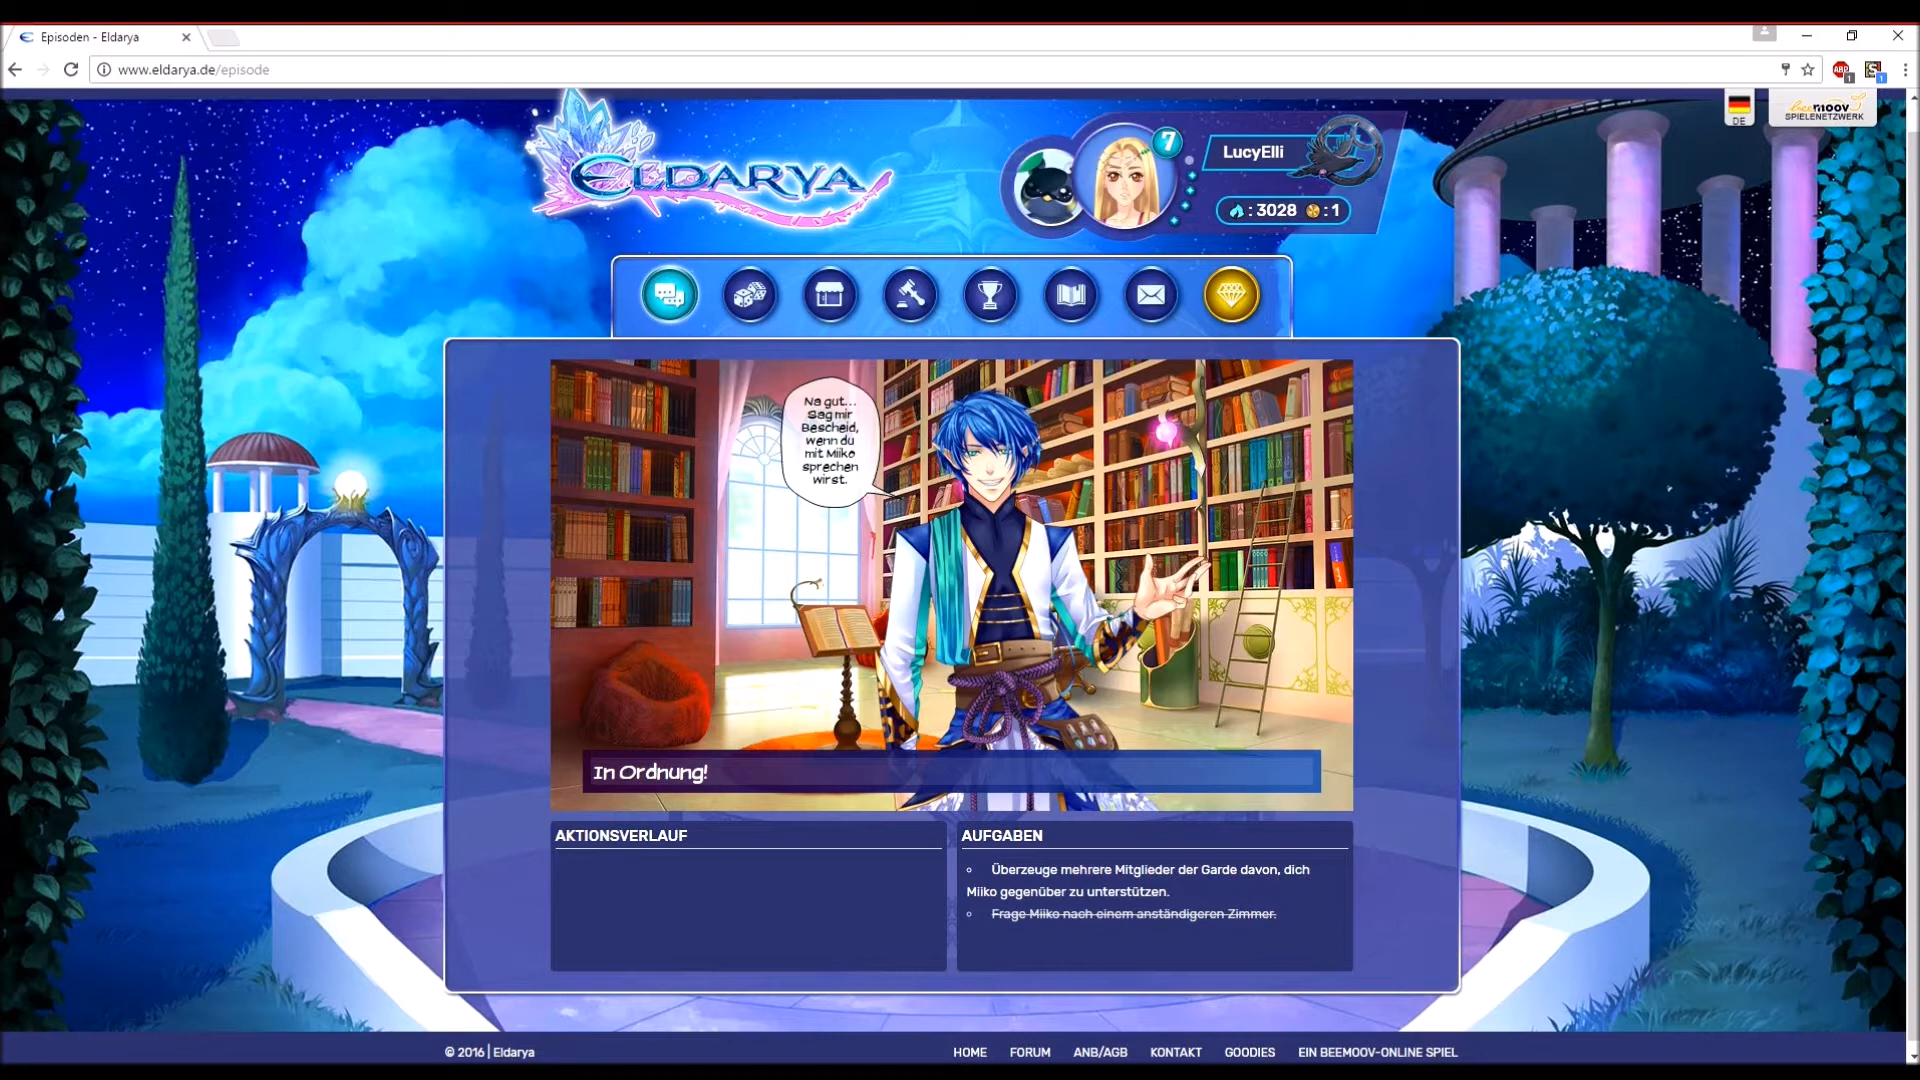 Episoden - Eldarya
www.eldarya.de/episode
ABP
1
S
1
ELDARYA
7
LucyElli
: 3028 : 1
DE
beemoov
SPIELENETZWERK
Na gut...
Sag mir
Bescheid,
wenn du
mit Miiko
sprechen
wirst.
In Ordnung!
AKTIONSVERLAUF
AUFGABEN
Überzeuge mehrere Mitglieder der Garde davon, dich
Miiko gegenüber zu unterstützen.
Frage Miiko nach einem anständigeren Zimmer.
© 2016 | Eldarya
HOME FORUM ANB/AGB KONTAKT GOODIES EIN BEEMOOV-ONLINE SPIEL